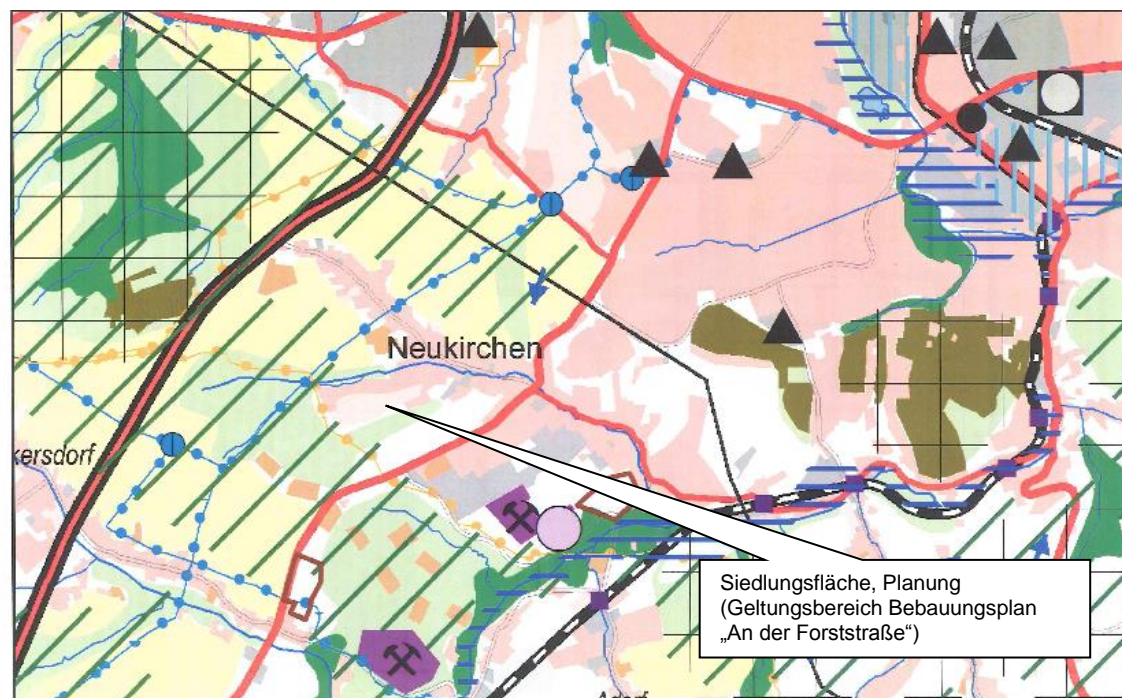 Neukirchen
kersdorf
Siedlungsfläche, Planung
(Geltungsbereich Bebauungsplan
„An der Forststraße“)